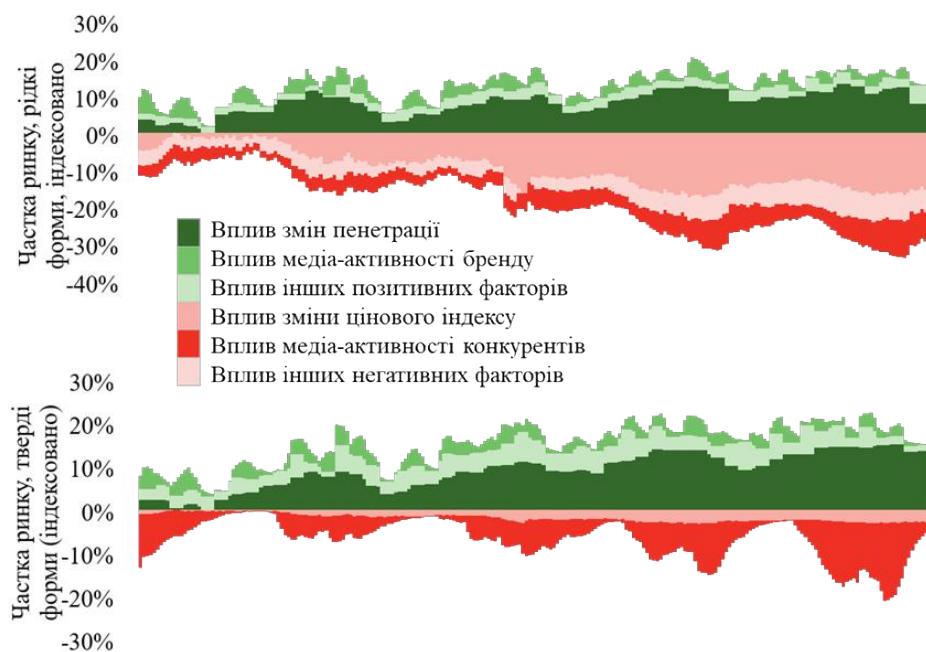 30%
20%
10%
0%
-10%
-20%
-30%
-40%
Частка ринку, рідкі
форми, індексовано
Вплив змін пенетрації
Вплив медіа-активності бренду
Вплив інших позитивних факторів
Вплив зміни цінового індексу
Вплив медіа-активності конкурентів
Вплив інших негативних факторів
30%
20%
10%
0%
-10%
-20%
-30%
Частка ринку, тверді
форми (індексовано)